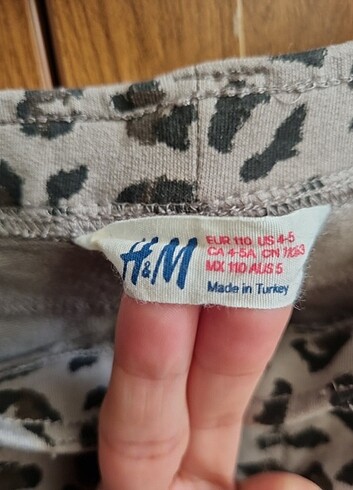 H&M
EUR 110 US 4-5
CA 4-5A CN 110/53
MX 110 AUS 5
Made in Turkey